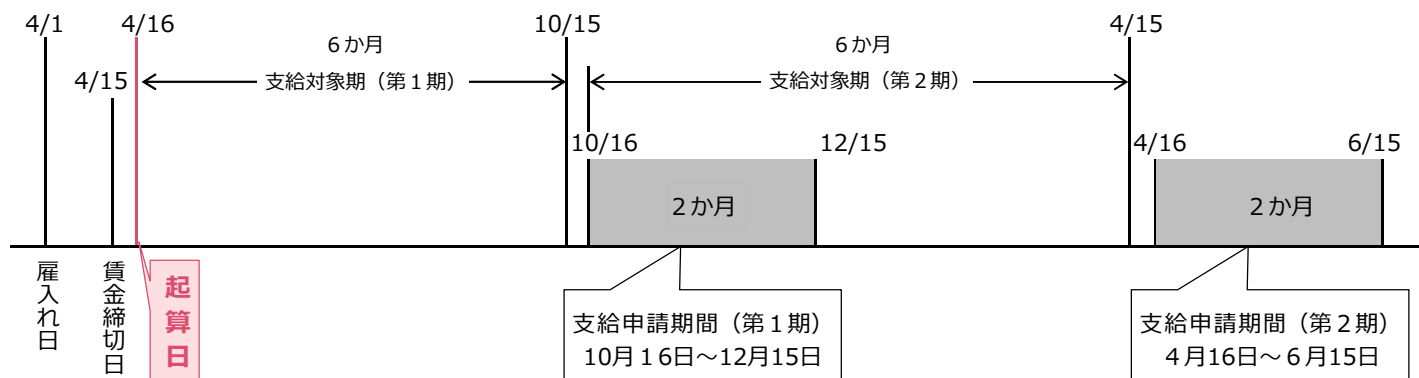 4/1
4/16
10/15
4/15
6か月
6か月
4/15
支給対象期（第１期）
支給対象期（第２期）
10/16
12/15
4/16
6/15
２か月
２か月
雇入れ日
賃金締切日
起算日
支給申請期間（第１期）
10月１6日～12月15日
支給申請期間（第２期）
４月16日～６月15日